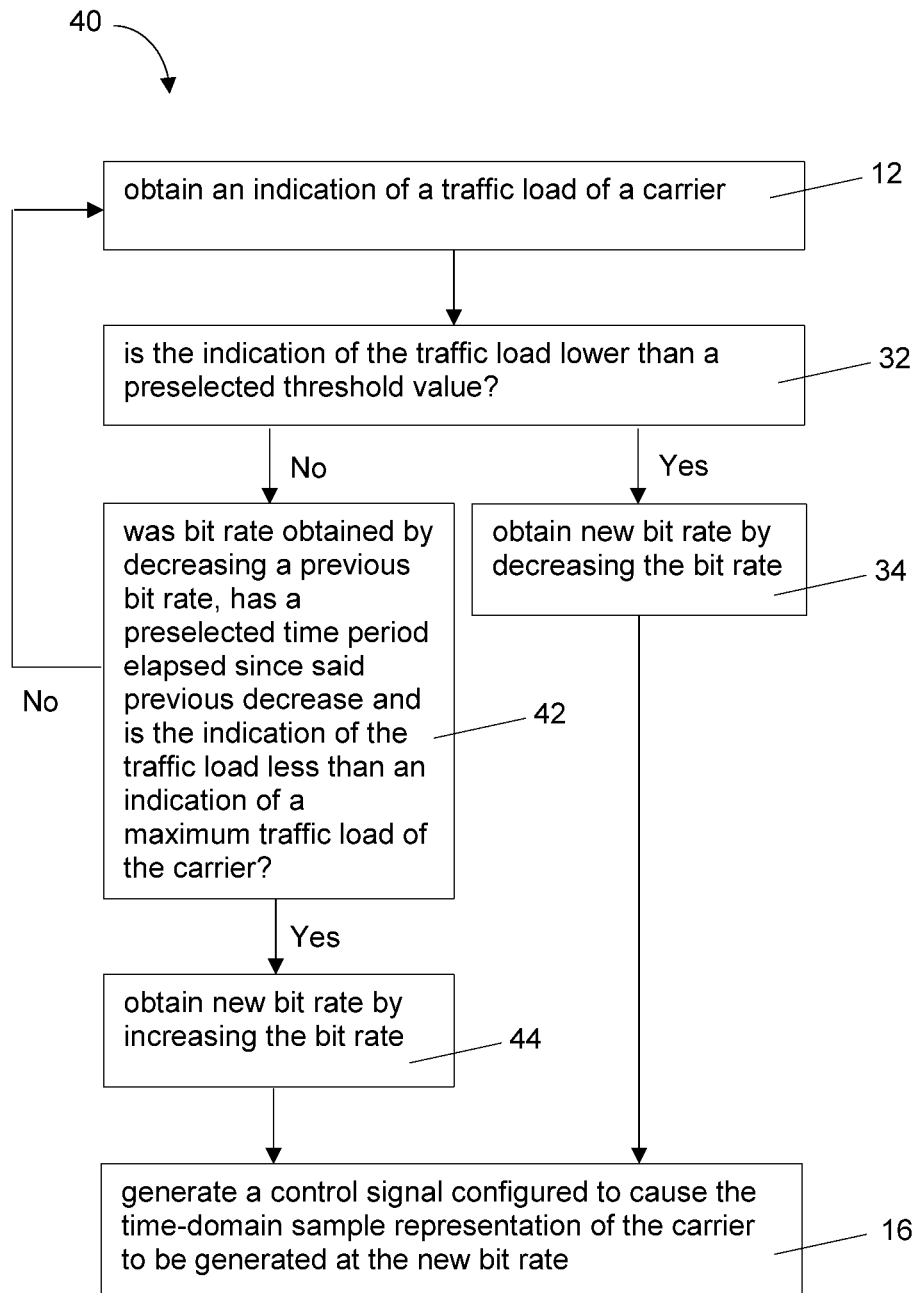 40
obtain an indication of a traffic load of a carrier
12
is the indication of the traffic load lower than a
preselected threshold value?
32
No
Yes
was bit rate obtained by
decreasing a previous
bit rate, has a
preselected time period
elapsed since said
previous decrease and
is the indication of the
traffic load less than an
indication of a
maximum traffic load of
the carrier?
42
No
obtain new bit rate by
decreasing the bit rate
34
Yes
obtain new bit rate by
increasing the bit rate
44
generate a control signal configured to cause the
time-domain sample representation of the carrier
to be generated at the new bit rate
16